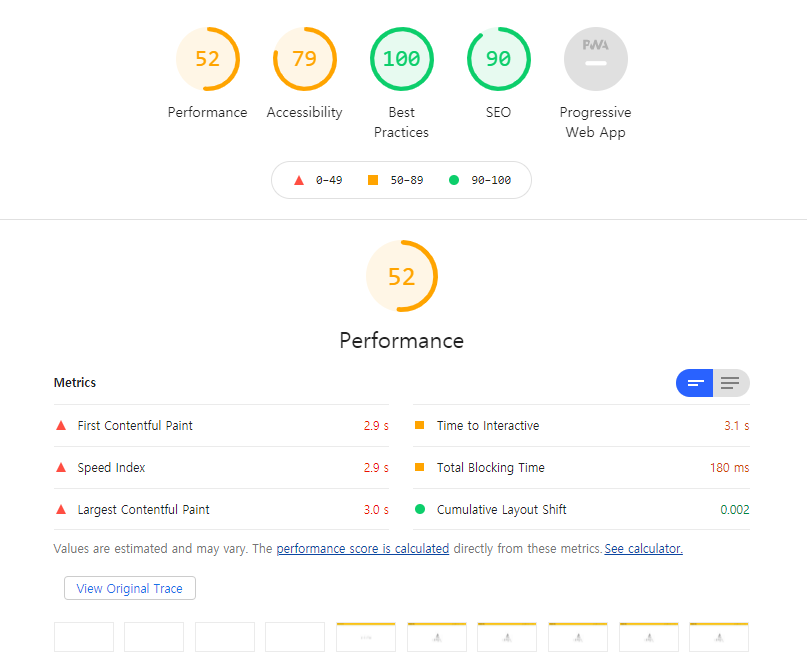 52 79 100 90 PWA
Performance Accessibility Best Practices SEO Progressive Web App
0–49 50–89 90–100
52
Performance
Metrics
First Contentful Paint 2.9 s
Time to Interactive 3.1 s
Speed Index 2.9 s
Total Blocking Time 180 ms
Largest Contentful Paint 3.0 s
Cumulative Layout Shift 0.002
Values are estimated and may vary. The performance score is calculated directly from these metrics. See calculator.
View Original Trace